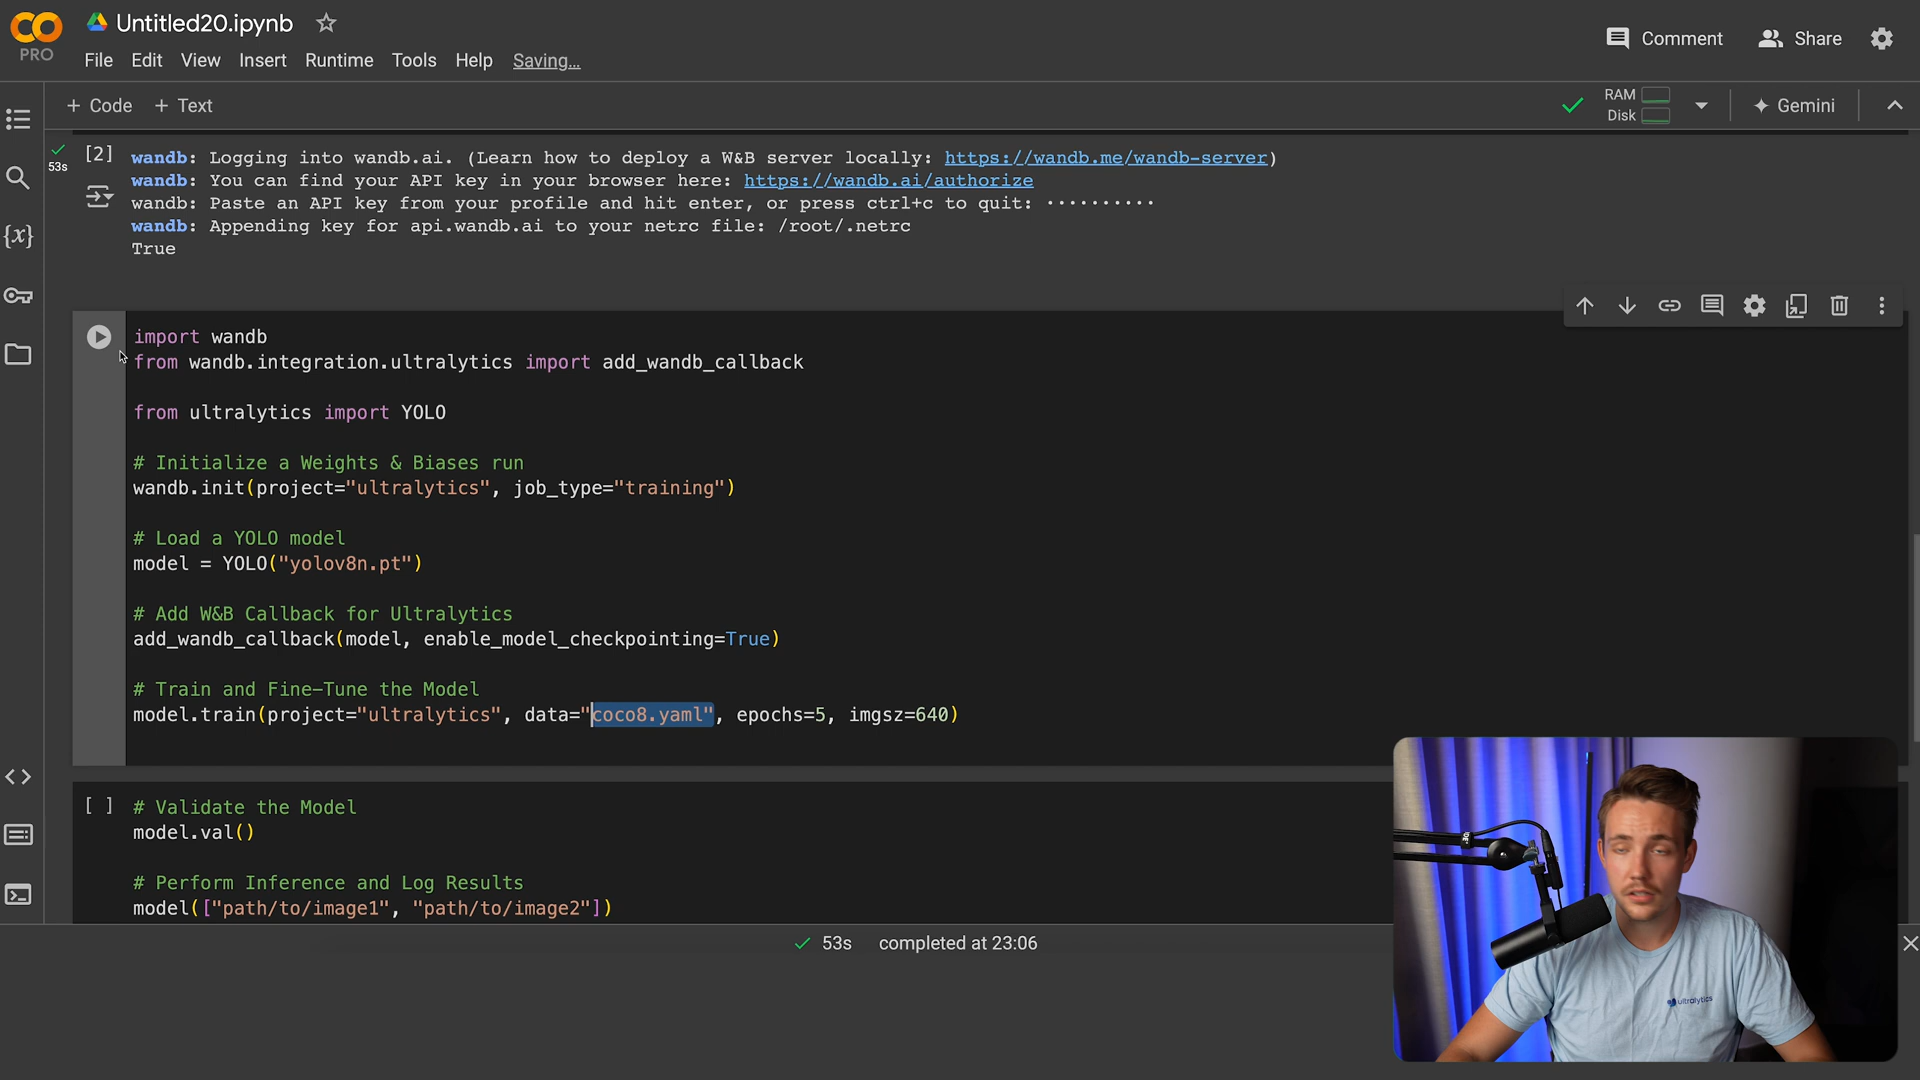 Untitled20.ipynb
PRO
File Edit View Insert Runtime Tools Help Saving...
Comment
Share
+ Code + Text
RAM
Disk
Gemini
53s
[2]
wandb: Logging into wandb.ai. (Learn how to deploy a W&B server locally: https://wandb.me/wandb-server)
wandb: You can find your API key in your browser here: https://wandb.ai/authorize
wandb: Paste an API key from your profile and hit enter, or press ctrl+c to quit: ··········
wandb: Appending key for api.wandb.ai to your netrc file: /root/.netrc
True
{x}
import wandb
from wandb.integration.ultralytics import add_wandb_callback
from ultralytics import YOLO
# Initialize a Weights & Biases run
wandb.init(project="ultralytics", job_type="training")
# Load a YOLO model
model = YOLO("yolov8n.pt")
# Add W&B Callback for Ultralytics
add_wandb_callback(model, enable_model_checkpointing=True)
# Train and Fine-Tune the Model
model.train(project="ultralytics", data="coco8.yaml", epochs=5, imgsz=640)
[ ]
# Validate the Model
model.val()
# Perform Inference and Log Results
model(["path/to/image1", "path/to/image2"])
53s completed at 23:06
ultralytics